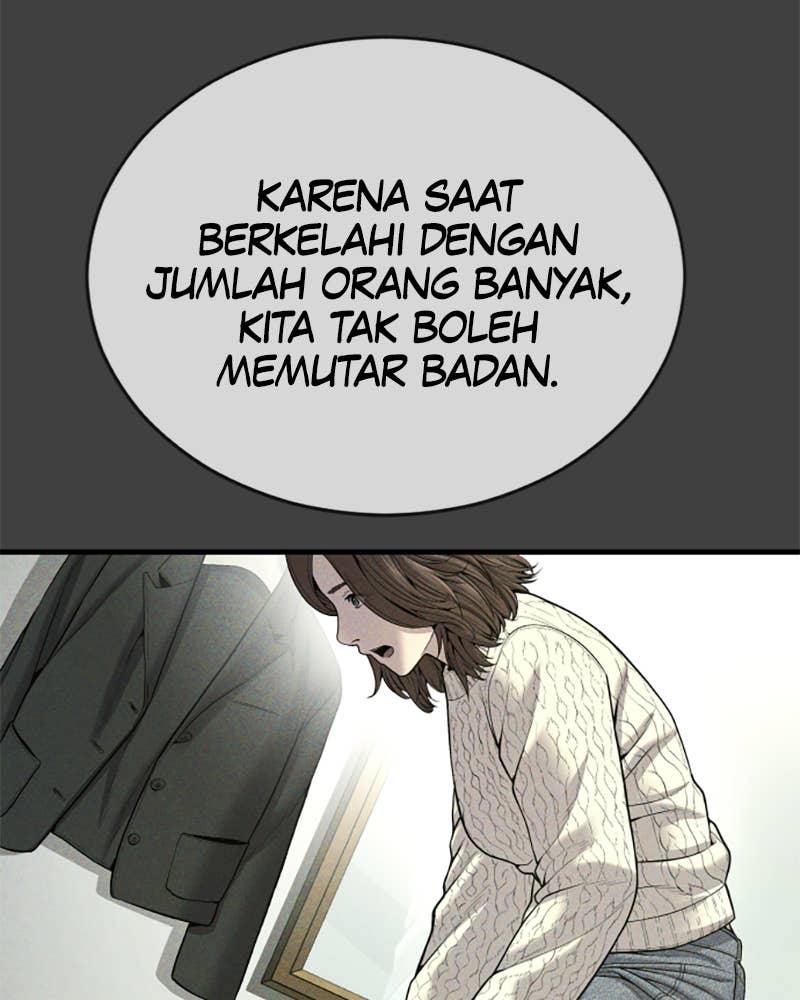 KARENA SAAT
BERKELAHI DENGAN
JUMLAH ORANG BANYAK,
KITA TAK BOLEH
MEMUTAR BADAN.